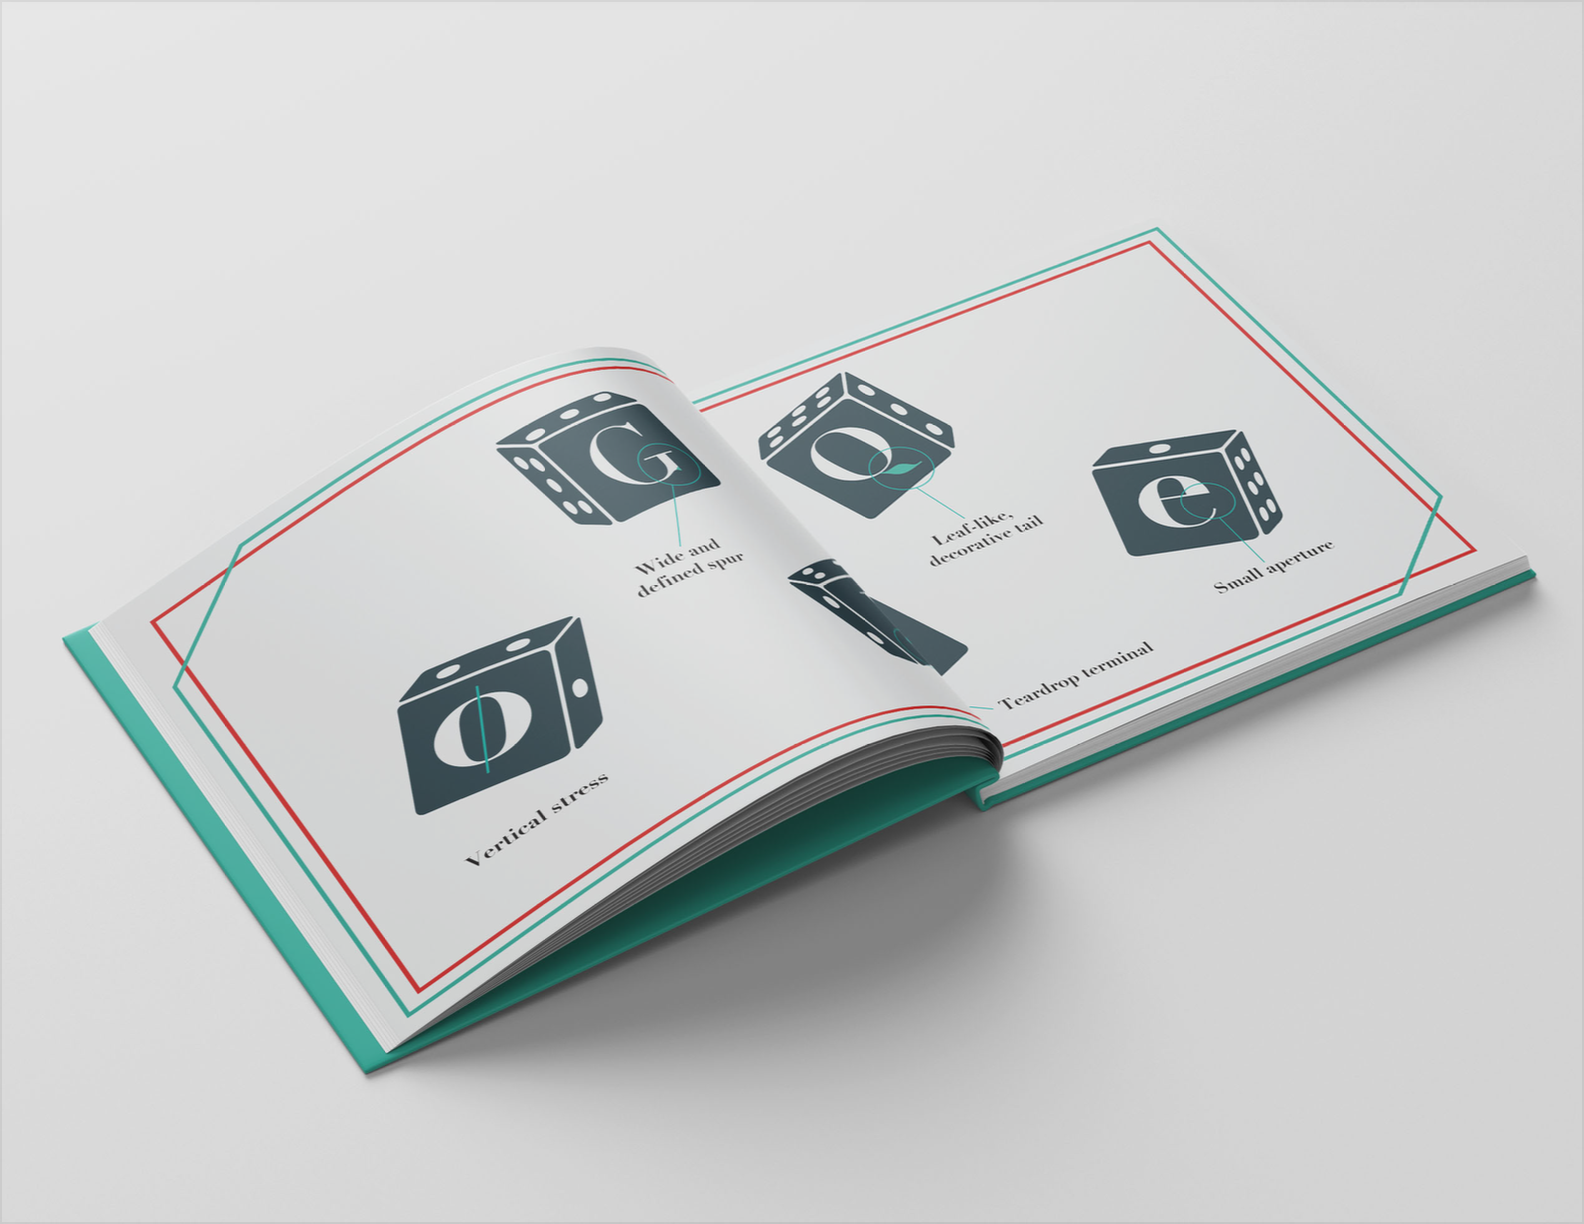 G
Wide and
defined spur
O
Vertical stress
Q
Leaf-like,
decorative tail
e
Small aperture
Teardrop terminal